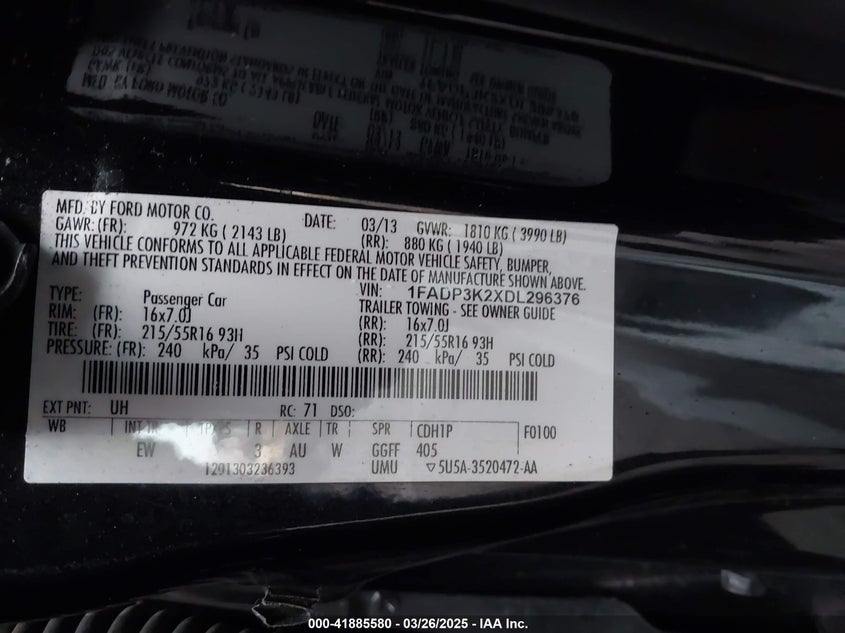 MFD. BY FORD MOTOR CO. DATE: 03/13 GVWR: 1810 KG ( 3990 LB)
GAWR: (FR): 972 KG ( 2143 LB) (RR): 880 KG ( 1940 LB)
THIS VEHICLE CONFORMS TO ALL APPLICABLE FEDERAL MOTOR VEHICLE SAFETY, BUMPER,
AND THEFT PREVENTION STANDARDS IN EFFECT ON THE DATE OF MANUFACTURE SHOWN ABOVE.
VIN: 1FADP3K2XDL296376
TYPE: Passenger Car TRAILER TOWING - SEE OWNER GUIDE
RIM: (FR): 16x7.0J (RR): 16x7.0J
TIRE: (FR): 215/55R16 93H (RR): 215/55R16 93H
PRESSURE: (FR): 240 kPa/ 35 PSI COLD (RR): 240 kPa/ 35 PSI COLD
EXT PNT: UH RC: 71 DSO:
WB INT TR R AXLE TR SPR CDH1P F0100
EW 3 AU W GGFF 405
1201303236393 UMU ▽5U5A-3520472-AA
000-41885580 - 03/26/2025 - IAA Inc.